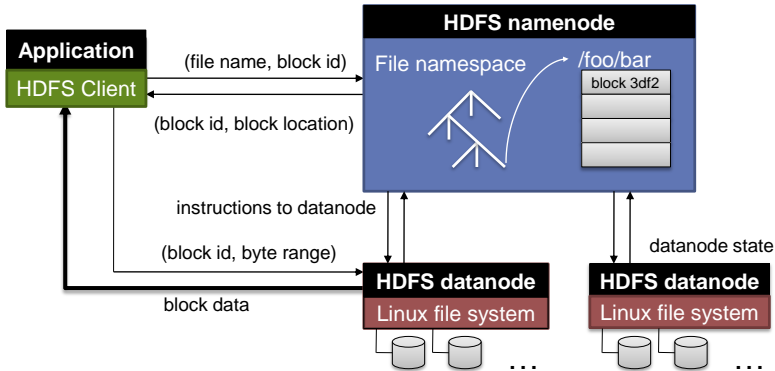 HDFS namenode
Application
HDFS Client
(file name, block id)
(block id, block location)
File namespace
/foo/bar
block 3df2
instructions to datanode
datanode state
(block id, byte range)
block data
HDFS datanode
Linux file system
...
HDFS datanode
Linux file system
...